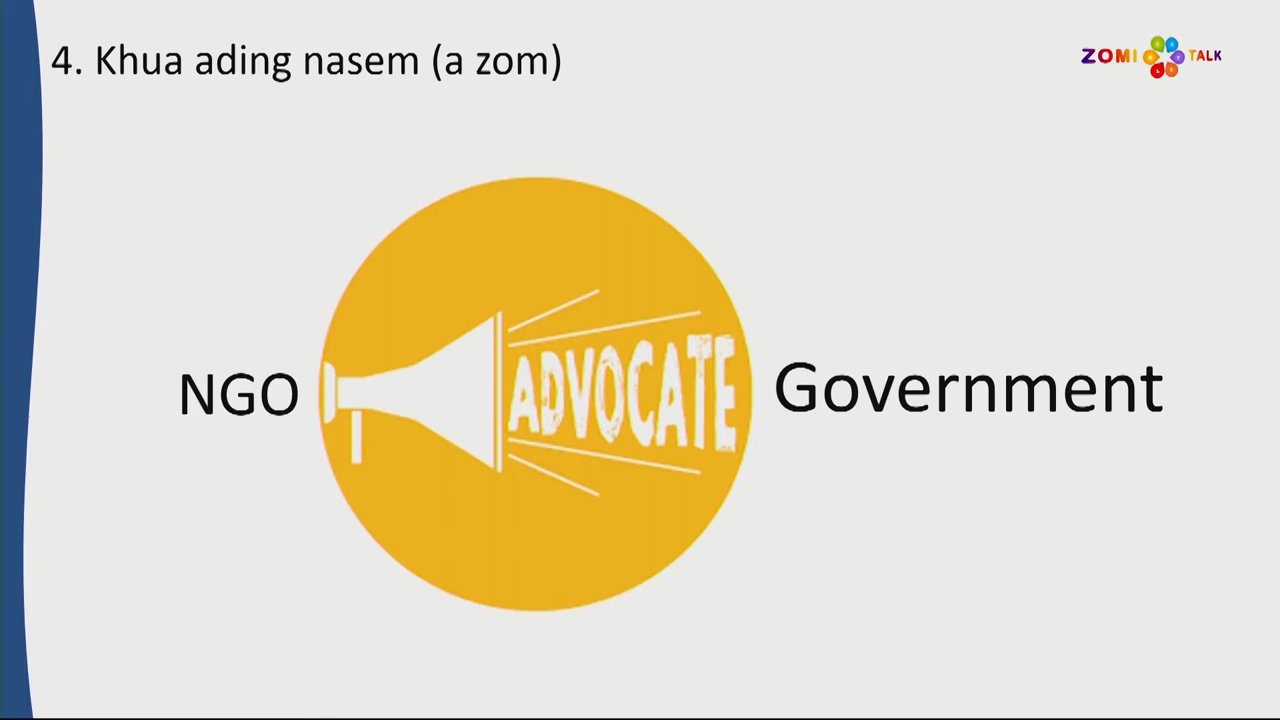 4. Khua ading nasem (a zom)
ZOMI TALK
NGO
ADVOCATE
Government